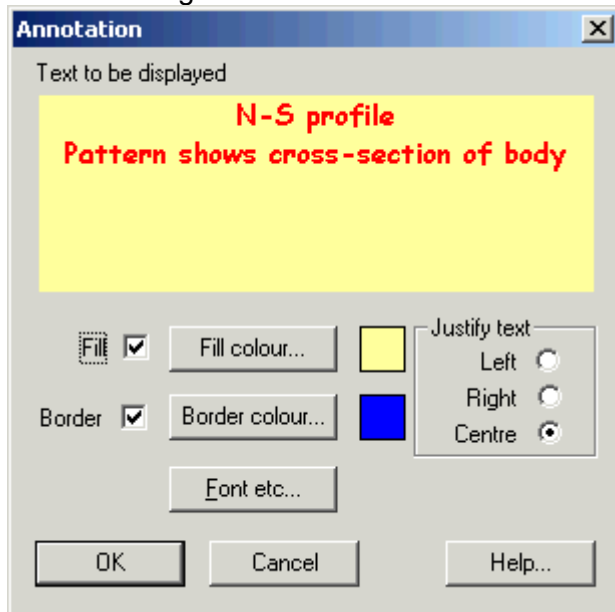 Annotation
Text to be displayed
N-S profile
Pattern shows cross-section of body
Fill
Fill colour...
Justify text
Left
Right
Centre
Border
Border colour...
Font etc...
OK
Cancel
Help...